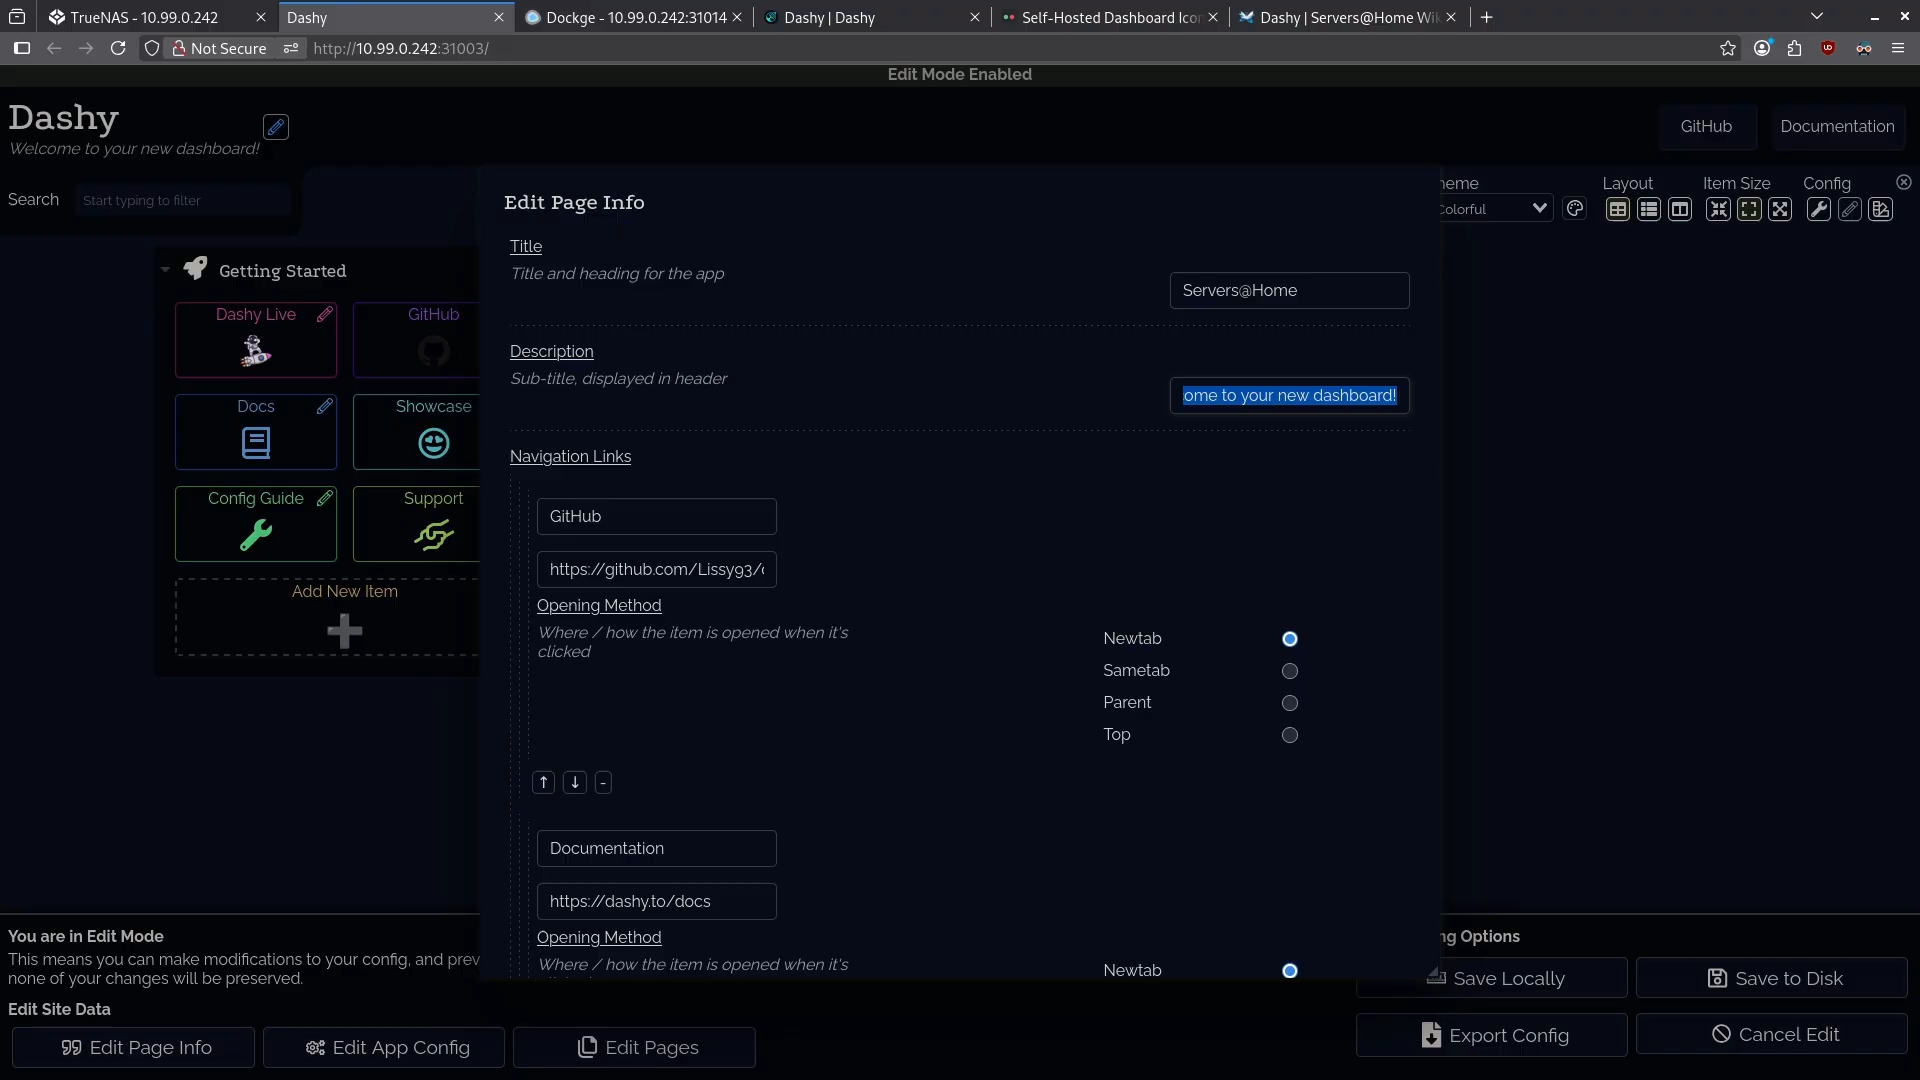 TrueNAS - 10.99.0.242
Dashy
Dockge - 10.99.0.242:31014
Dashy | Dashy
Self-Hosted Dashboard Icon
Dashy | Servers@Home Wik
Not Secure
http://10.99.0.242:31003/
Edit Mode Enabled
Dashy
Welcome to your new dashboard!
GitHub
Documentation
Search
Start typing to filter
heme
Colorful
Layout
Item Size
Config
Getting Started
Dashy Live
GitHub
Docs
Showcase
Config Guide
Support
Add New Item
Edit Page Info
Title
Title and heading for the app
Servers@Home
Description
Sub-title, displayed in header
ome to your new dashboard!
Navigation Links
GitHub
https://github.com/Lissy93/
Opening Method
Where / how the item is opened when it's
clicked
Newtab
Sametab
Parent
Top
↑ ↓ -
Documentation
https://dashy.to/docs
Opening Method
Where / how the item is opened when it's
Newtab
You are in Edit Mode
This means you can make modifications to your config, and prev
none of your changes will be preserved.
Edit Site Data
Edit Page Info
Edit App Config
Edit Pages
ng Options
Save Locally
Save to Disk
Export Config
Cancel Edit